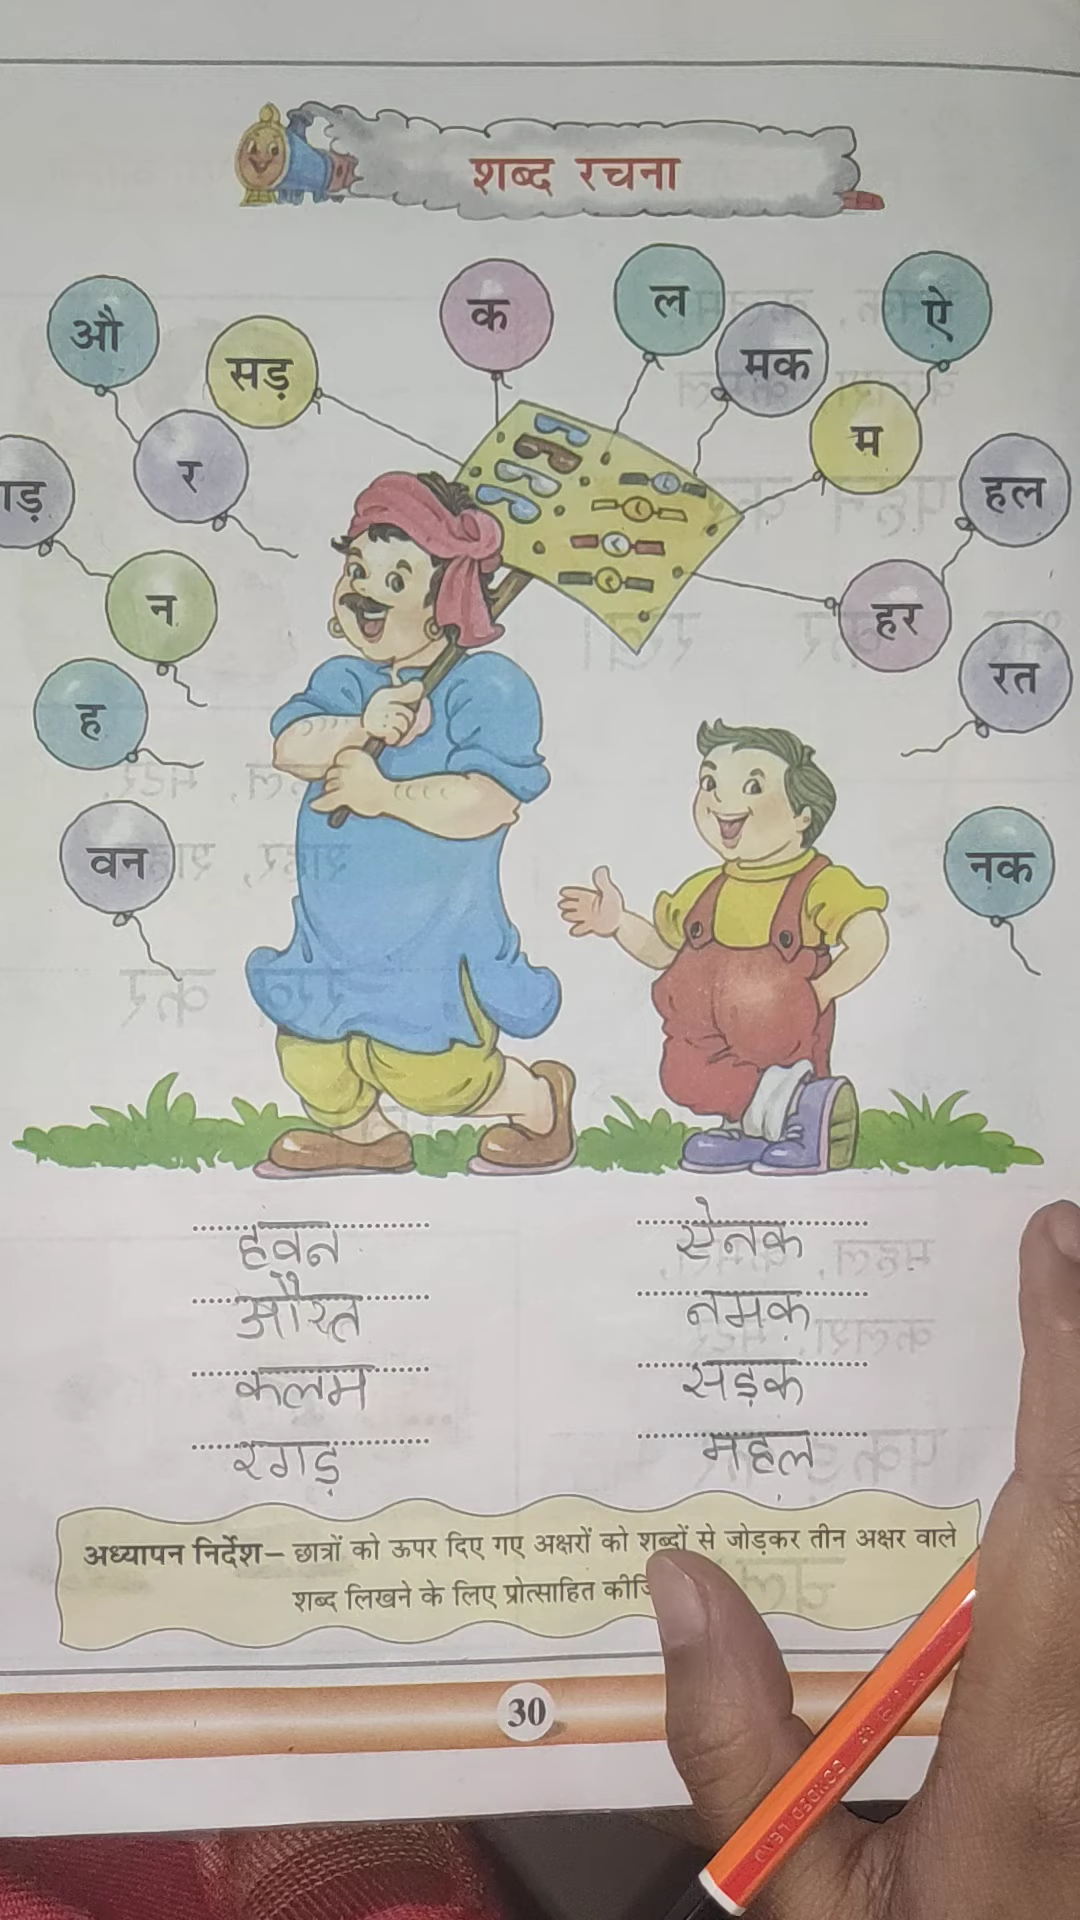 शब्द रचना
औ
सड़
क
ल
मक
ऐ
म
र
गड़
हल
न
हर
रत
ह
वन
नक
हवन
ऐनक
औरत
नमक
कलम
सड़क
रगड़
महल
अध्यापन निर्देश– छात्रों को ऊपर दिए गए अक्षरों को शब्दों से जोड़कर तीन अक्षर वाले
शब्द लिखने के लिए प्रोत्साहित
30